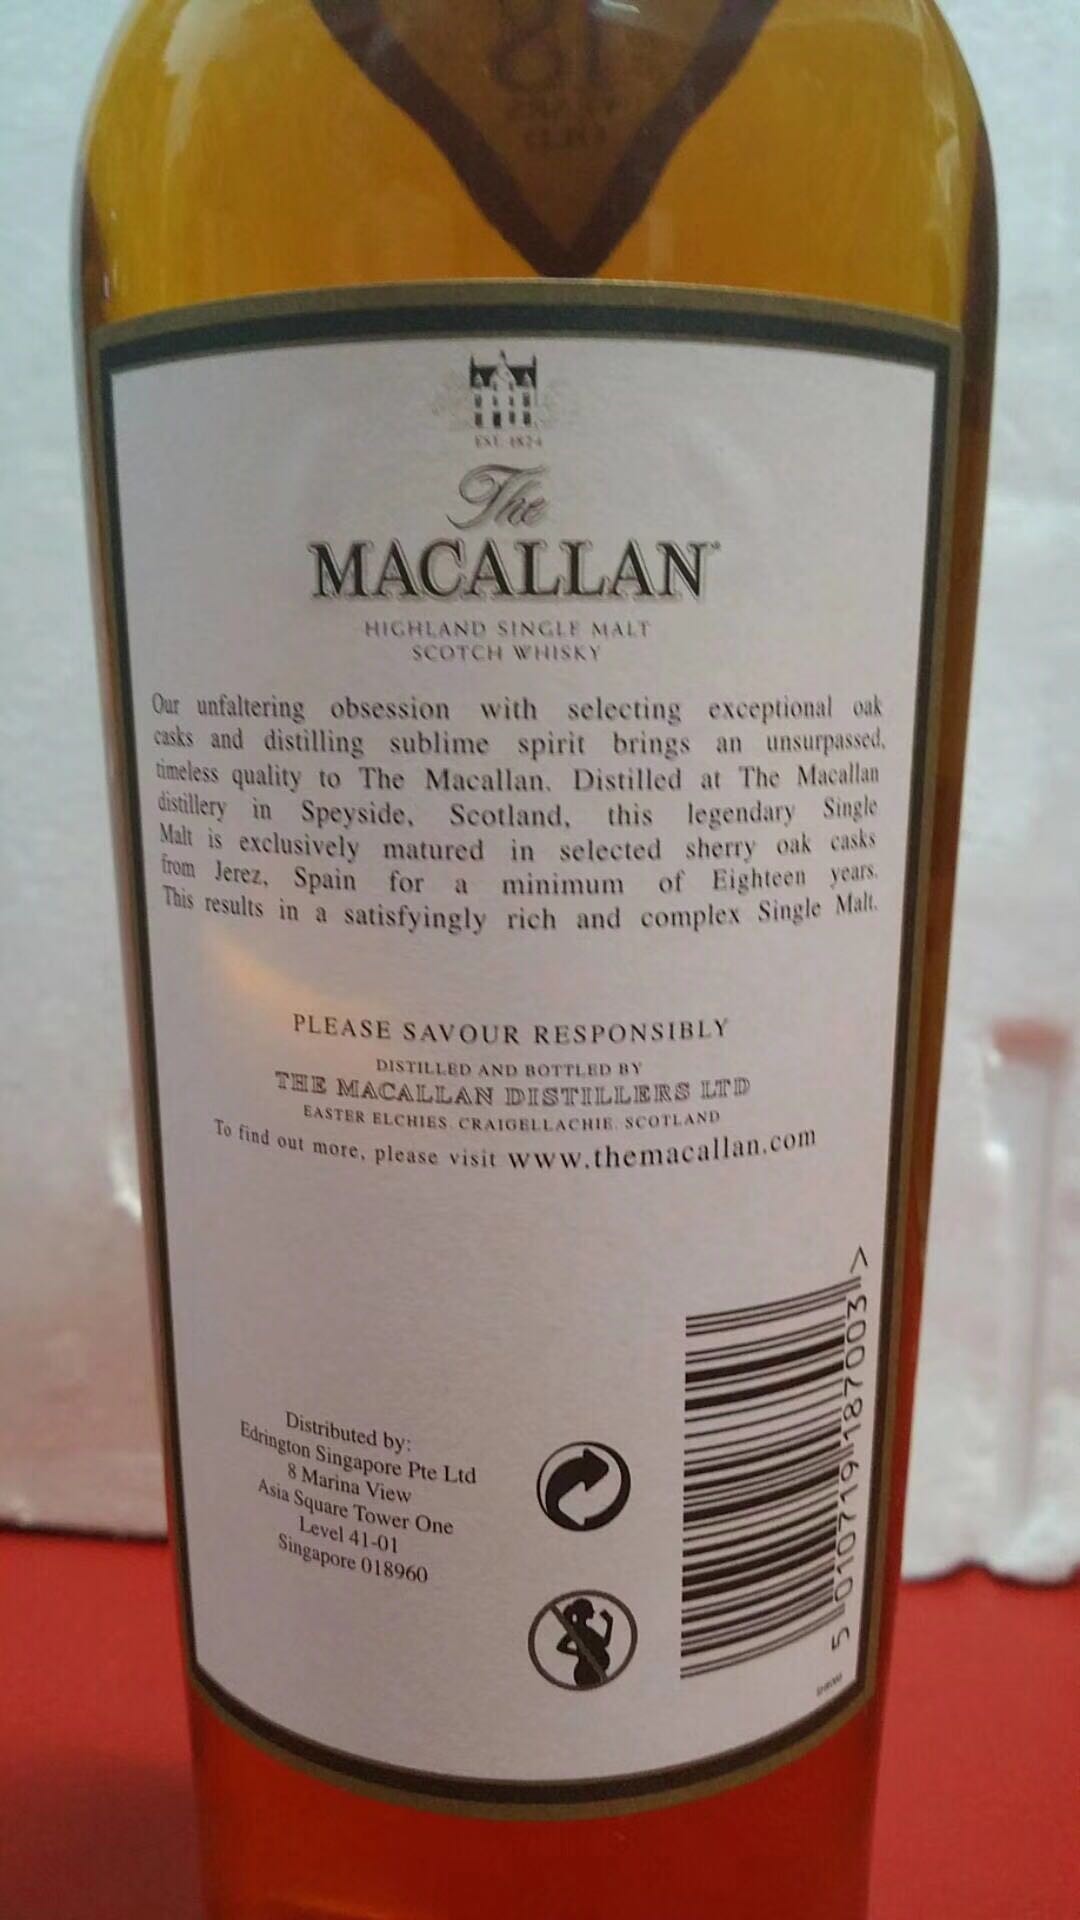 18
YEARS
OLD
EST. 1824
The
MACALLAN
HIGHLAND SINGLE MALT
SCOTCH WHISKY
Our unfaltering obsession with selecting exceptional oak
casks and distilling sublime spirit brings an unsurpassed,
timeless quality to The Macallan. Distilled at The Macallan
distillery in Speyside, Scotland, this legendary Single
Malt is exclusively matured in selected sherry oak casks
from Jerez, Spain for a minimum of Eighteen years.
This results in a satisfyingly rich and complex Single Malt.
PLEASE SAVOUR RESPONSIBLY
DISTILLED AND BOTTLED BY
THE MACALLAN DISTILLERS LTD
EASTER ELCHIES, CRAIGELLACHIE, SCOTLAND
To find out more, please visit www.themacallan.com
Distributed by:
Edrington Singapore Pte Ltd
8 Marina View
Asia Square Tower One
Level 41-01
Singapore 018960
5 010719 187003 >